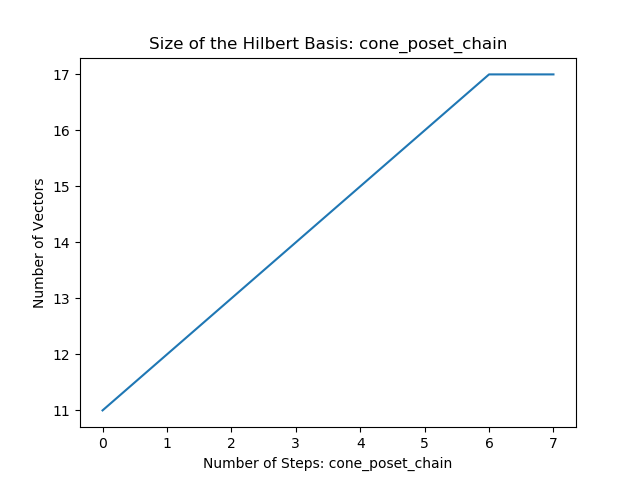 Size of the Hilbert Basis: cone_poset_chain
17
16
15
14
13
12
11
Number of Vectors
0 1 2 3 4 5 6 7
Number of Steps: cone_poset_chain